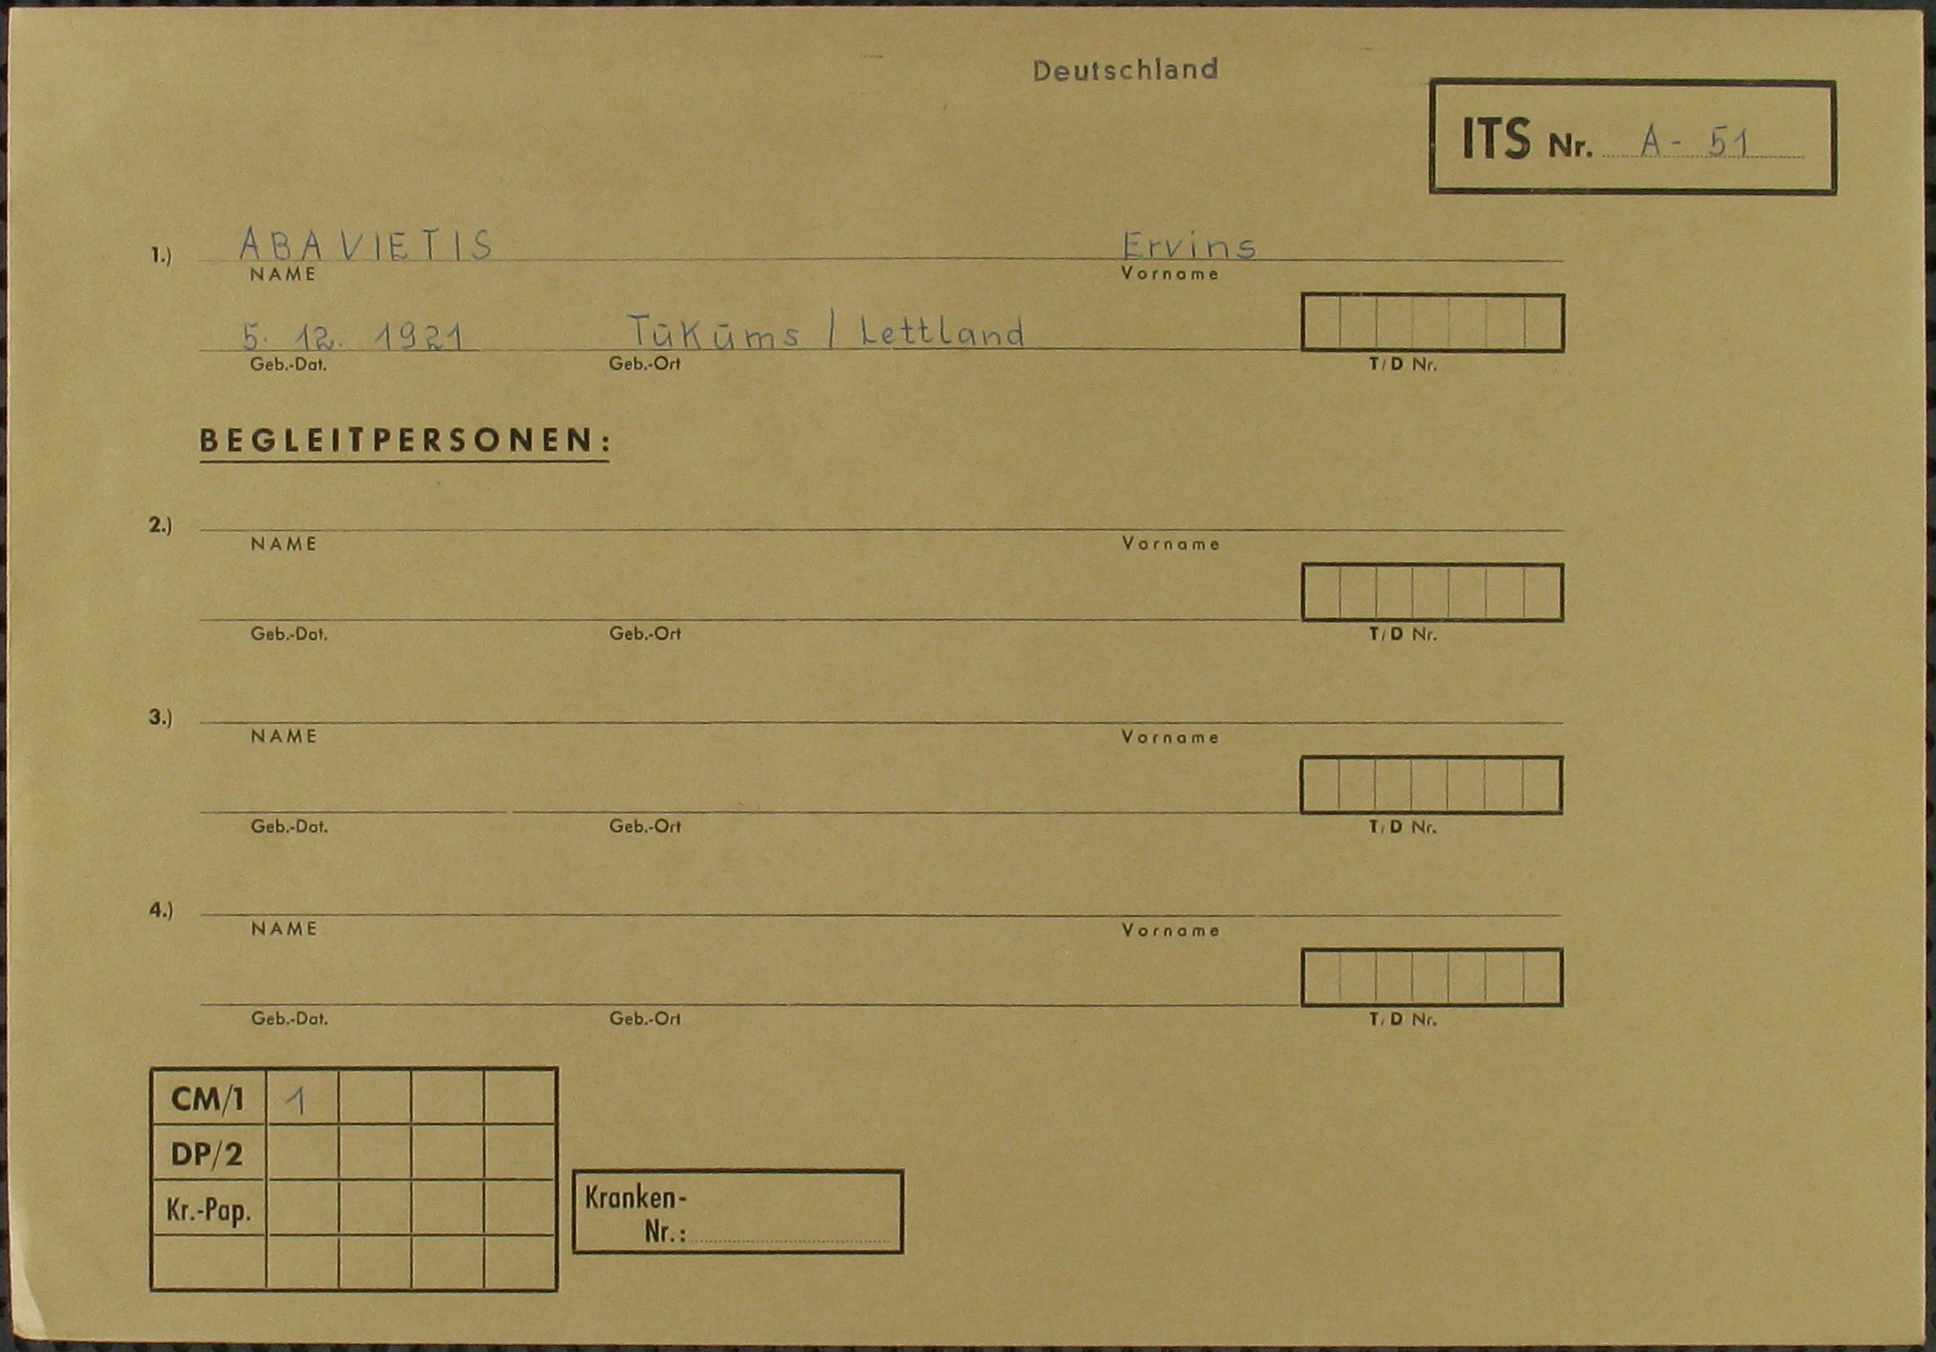 Deutschland
ITS Nr. A - 51
1.) ABAVIETIS Ervins
NAME Vorname
5. 12. 1921 Tūkūms / Lettland
Geb.-Dat. Geb.-Ort T/D Nr.
BEGLEITPERSONEN:
2.)
NAME Vorname
Geb.-Dat. Geb.-Ort T/D Nr.
3.)
NAME Vorname
Geb.-Dat. Geb.-Ort T/D Nr.
4.)
NAME Vorname
Geb.-Dat. Geb.-Ort T/D Nr.
CM/1 1
DP/2
Kr.-Pap.
Kranken-
Nr.: